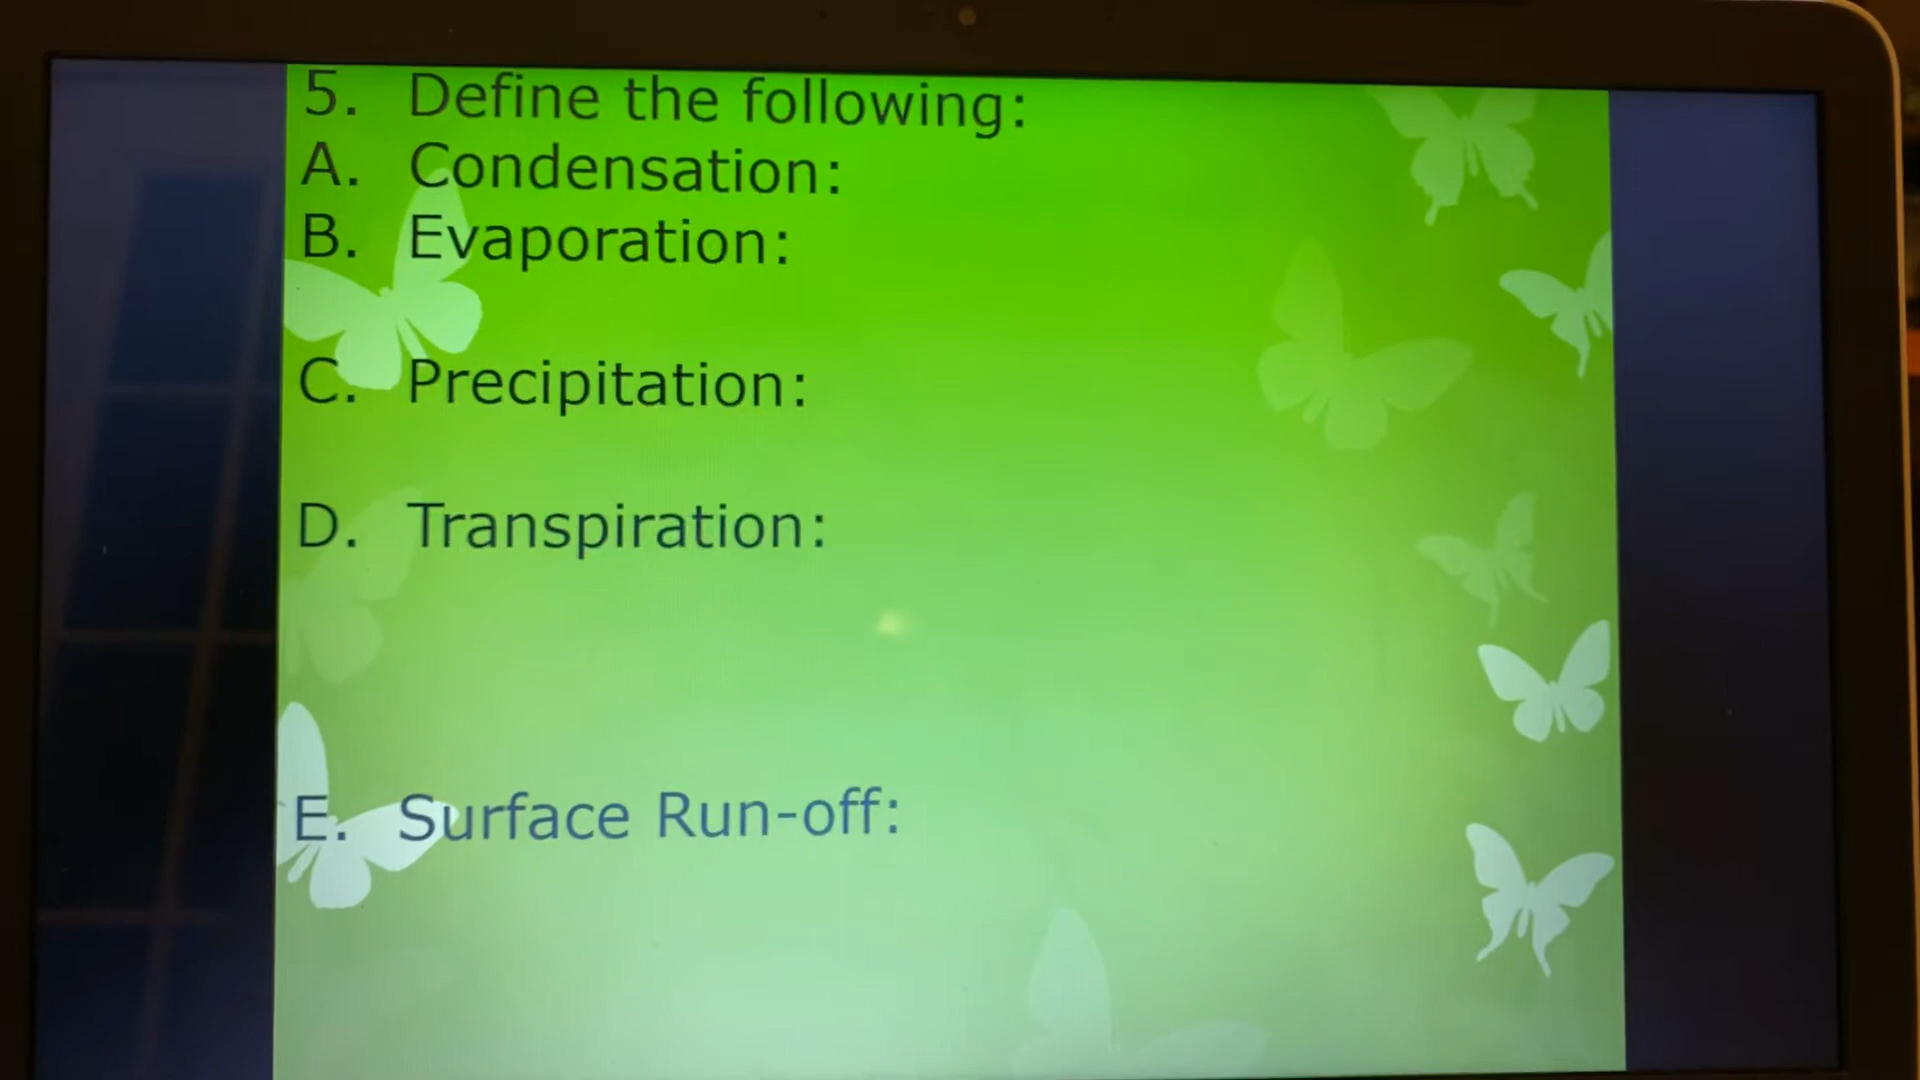 5. Define the following:
A. Condensation:
B. Evaporation:
C. Precipitation:
D. Transpiration:
E. Surface Run-off: